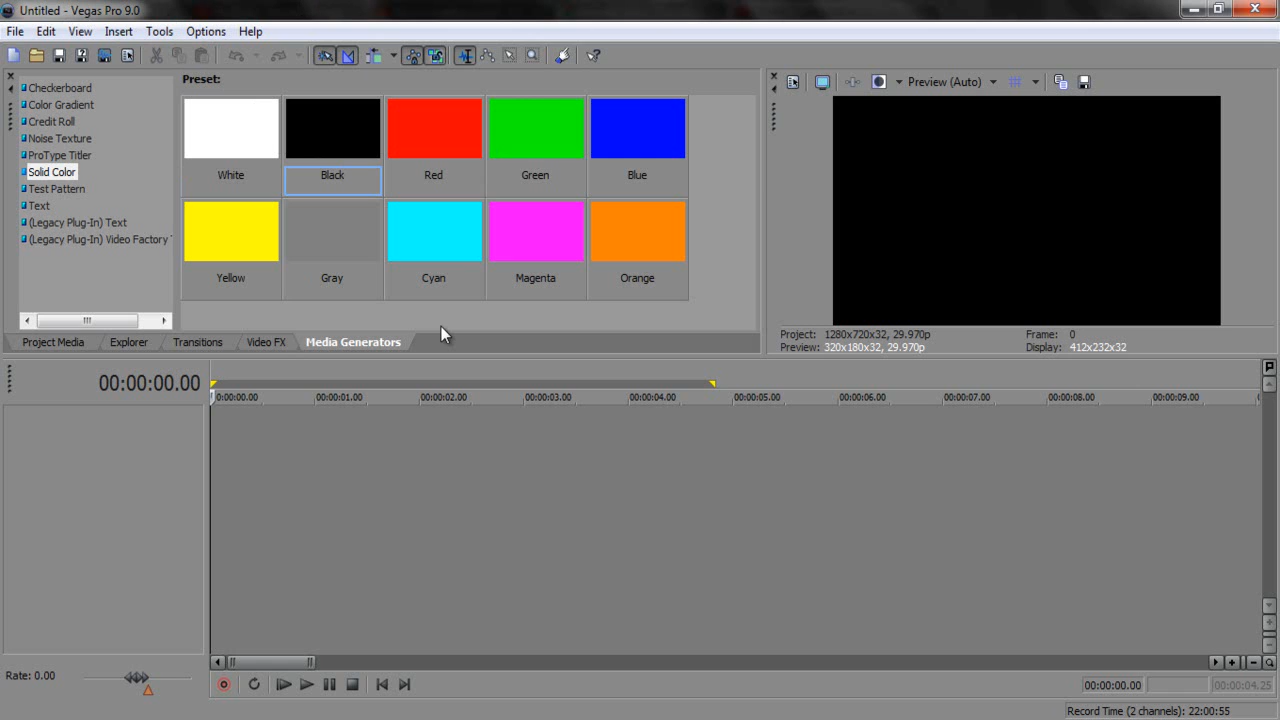 Untitled - Vegas Pro 9.0
File Edit View Insert Tools Options Help
Checkerboard
Color Gradient
Credit Roll
Noise Texture
ProType Titler
Solid Color
Test Pattern
Text
(Legacy Plug-In) Text
(Legacy Plug-In) Video Factory
Preset:
White Black Red Green Blue
Yellow Gray Cyan Magenta Orange
Project Media Explorer Transitions Video FX Media Generators
Preview (Auto)
Project: 1280x720x32, 29.970p Frame: 0
Preview: 320x180x32, 29.970p Display: 412x232x32
00:00:00.00
0:00:00.00 00:00:01.00 00:00:02.00 00:00:03.00 00:00:04.00 00:00:05.00 00:00:06.00 00:00:07.00 00:00:08.00 00:00:09.00
Rate: 0.00
00:00:00.00 00:00:04.25
Record Time (2 channels): 22:00:55